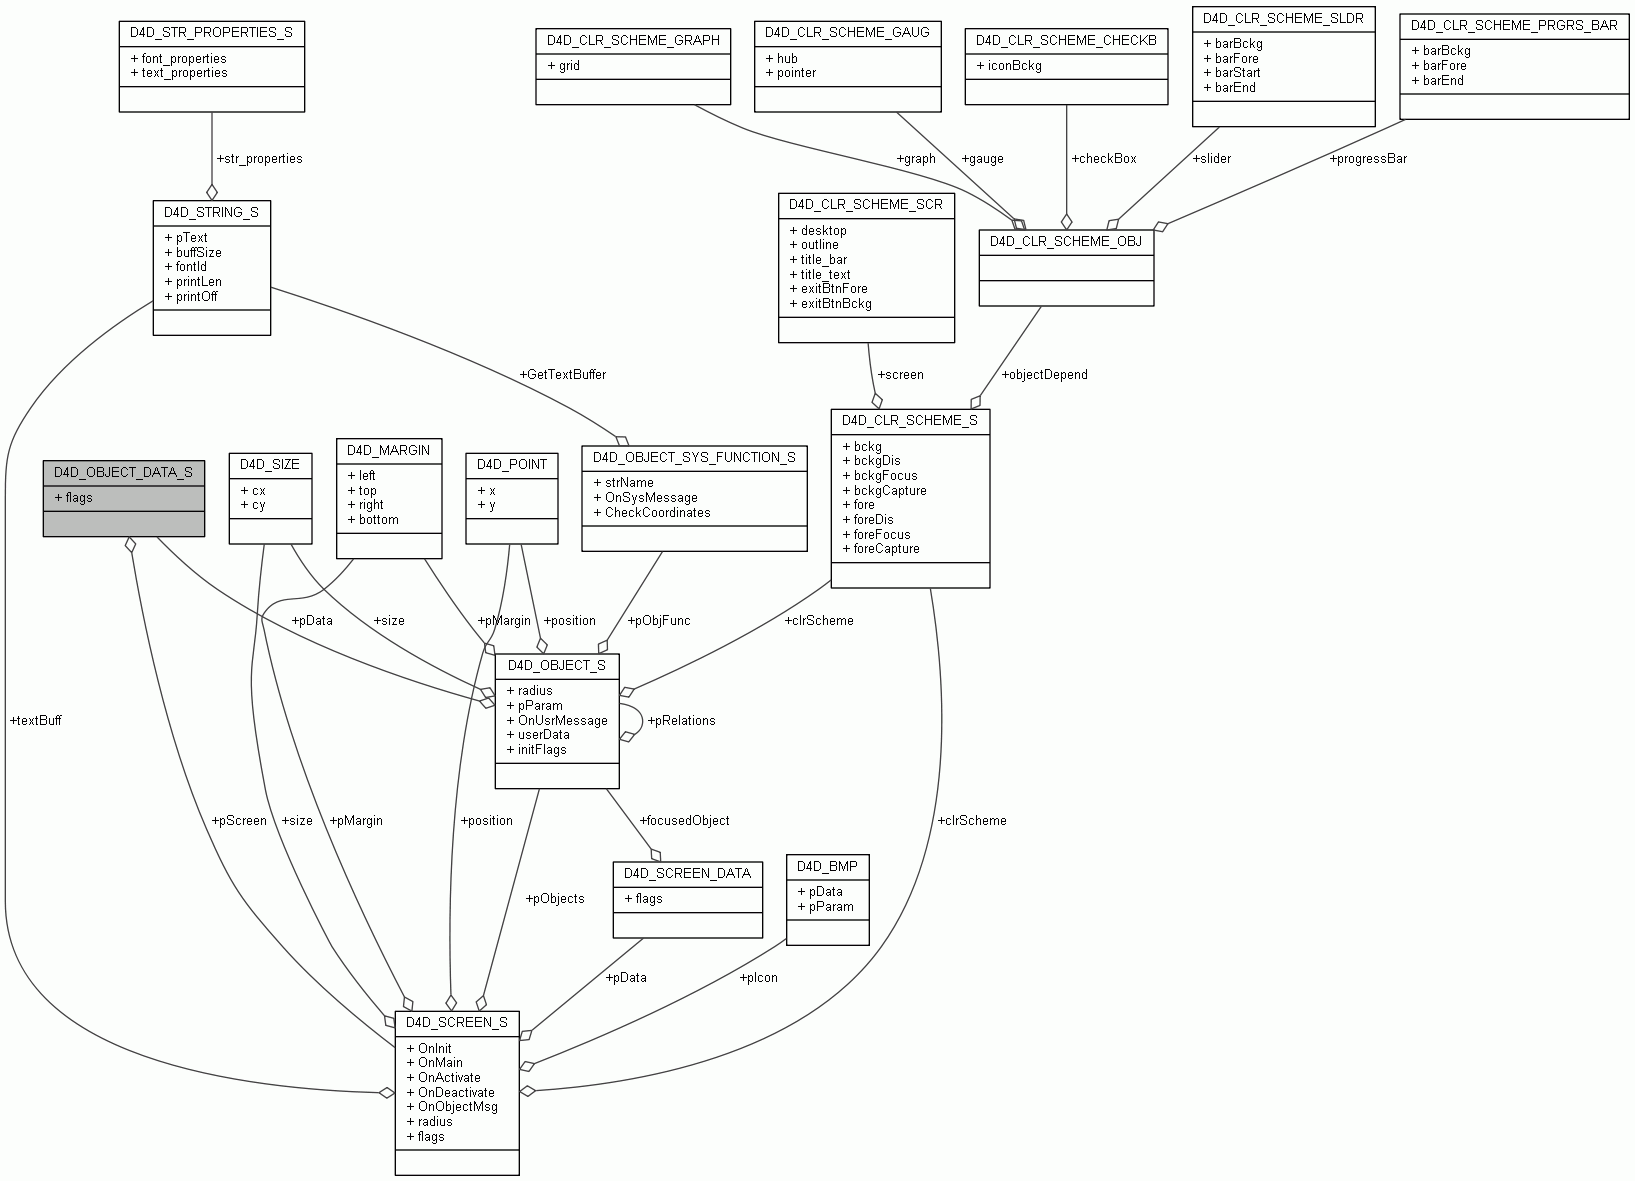 D4D_STR_PROPERTIES_S
+ font_properties
+ text_properties
D4D_CLR_SCHEME_GRAPH
+ grid
D4D_CLR_SCHEME_GAUG
+ hub
+ pointer
D4D_CLR_SCHEME_CHECKB
+ iconBckg
D4D_CLR_SCHEME_SLDR
+ barBckg
+ barFore
+ barStart
+ barEnd
D4D_CLR_SCHEME_PRGRS_BAR
+ barBckg
+ barFore
+ barEnd
+str_properties
+graph
+gauge
+checkBox
+slider
+progressBar
D4D_STRING_S
+ pText
+ buffSize
+ fontId
+ printLen
+ printOff
D4D_CLR_SCHEME_SCR
+ desktop
+ outline
+ title_bar
+ title_text
+ exitBtnFore
+ exitBtnBckg
D4D_CLR_SCHEME_OBJ
+GetTextBuffer
+screen
+objectDepend
D4D_OBJECT_DATA_S
+ flags
D4D_SIZE
+ cx
+ cy
D4D_MARGIN
+ left
+ top
+ right
+ bottom
D4D_POINT
+ x
+ y
D4D_OBJECT_SYS_FUNCTION_S
+ strName
+ OnSysMessage
+ CheckCoordinates
D4D_CLR_SCHEME_S
+ bckg
+ bckgDis
+ bckgFocus
+ bckgCapture
+ fore
+ foreDis
+ foreFocus
+ foreCapture
+pData
+size
+pMargin
+position
+pObjFunc
+clrScheme
D4D_OBJECT_S
+ radius
+ pParam
+ OnUsrMessage
+ userData
+ initFlags
+textBuff
+pRelations
+pScreen
+size
+pMargin
+position
+focusedObject
+clrScheme
D4D_SCREEN_DATA
+ flags
D4D_BMP
+ pData
+ pParam
+pObjects
+pData
+pIcon
D4D_SCREEN_S
+ OnInit
+ OnMain
+ OnActivate
+ OnDeactivate
+ OnObjectMsg
+ radius
+ flags